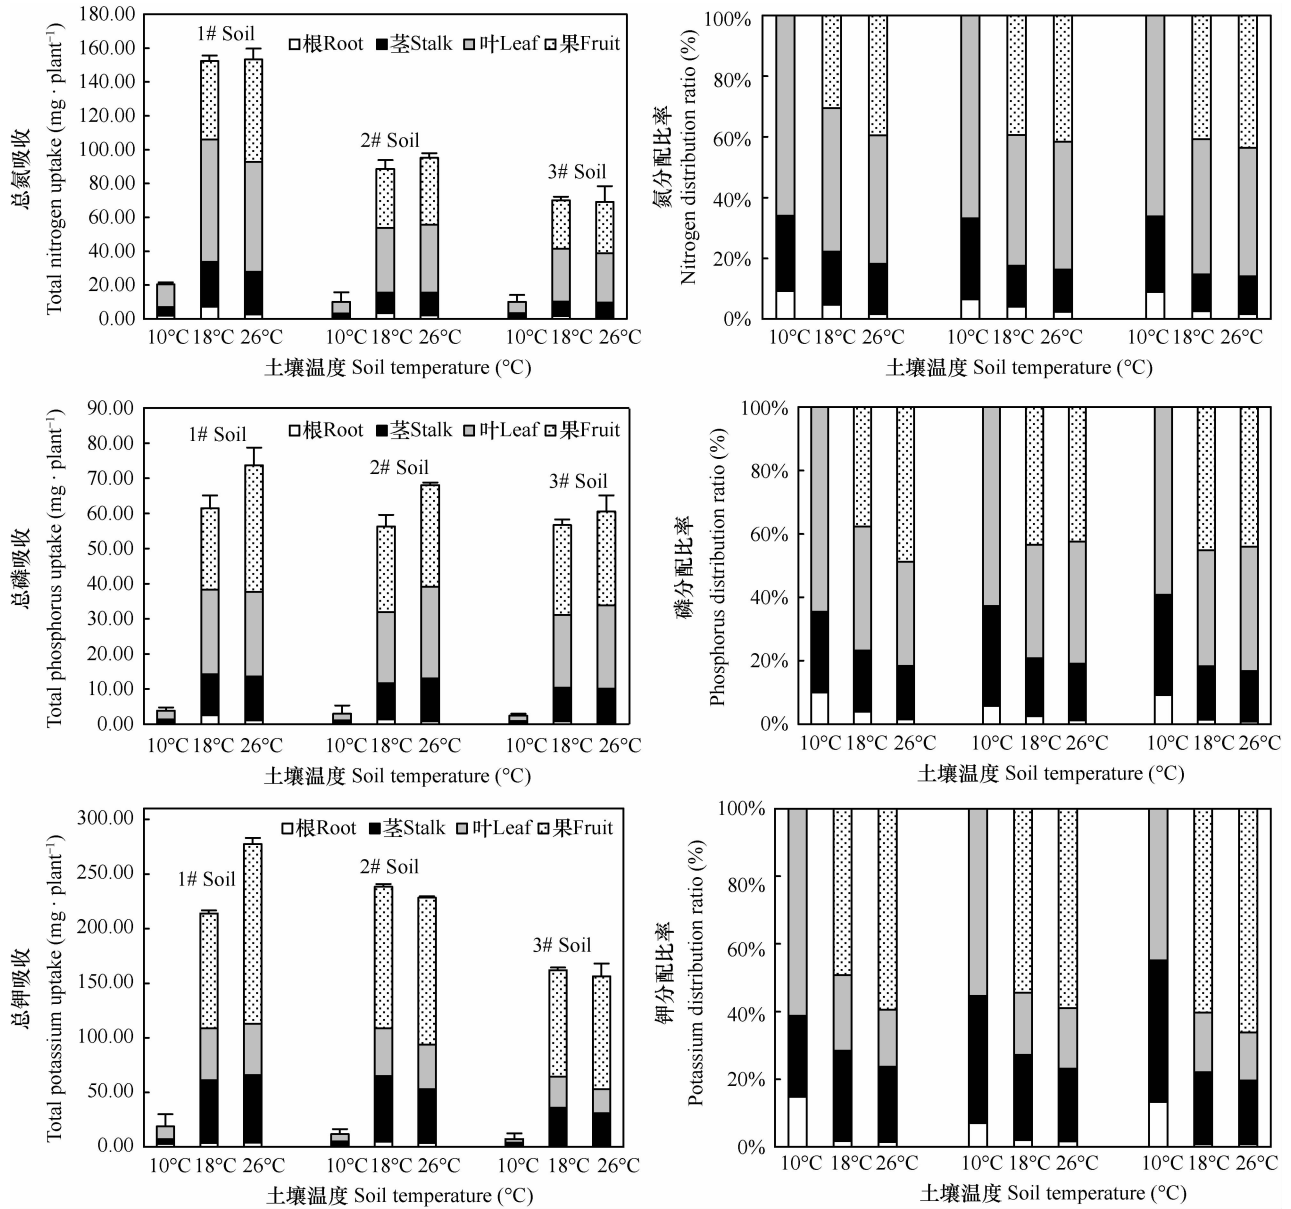 总氮吸收
Total nitrogen uptake (mg · plant⁻¹)
180.00
160.00
140.00
120.00
100.00
80.00
60.00
40.00
20.00
0.00
1# Soil
根Root 茎Stalk 叶Leaf 果Fruit
2# Soil
3# Soil
10°C 18°C 26°C 10°C 18°C 26°C 10°C 18°C 26°C
土壤温度 Soil temperature (°C)
氮分配比率
Nitrogen distribution ratio (%)
100%
80%
60%
40%
20%
0%
10°C 18°C 26°C 10°C 18°C 26°C 10°C 18°C 26°C
土壤温度 Soil temperature (°C)
总磷吸收
Total phosphorus uptake (mg · plant⁻¹)
90.00
80.00
70.00
60.00
50.00
40.00
30.00
20.00
10.00
0.00
1# Soil
根Root 茎Stalk 叶Leaf 果Fruit
2# Soil
3# Soil
10°C 18°C 26°C 10°C 18°C 26°C 10°C 18°C 26°C
土壤温度 Soil temperature (°C)
磷分配比率
Phosphorus distribution ratio (%)
100%
80%
60%
40%
20%
0%
10°C 18°C 26°C 10°C 18°C 26°C 10°C 18°C 26°C
土壤温度 Soil temperature (°C)
总钾吸收
Total potassium uptake (mg · plant⁻¹)
300.00
250.00
200.00
150.00
100.00
50.00
0.00
根Root 茎Stalk 叶Leaf 果Fruit
1# Soil
2# Soil
3# Soil
10°C 18°C 26°C 10°C 18°C 26°C 10°C 18°C 26°C
土壤温度 Soil temperature (°C)
钾分配比率
Potassium distribution ratio (%)
100%
80%
60%
40%
20%
0%
10°C 18°C 26°C 10°C 18°C 26°C 10°C 18°C 26°C
土壤温度 Soil temperature (°C)